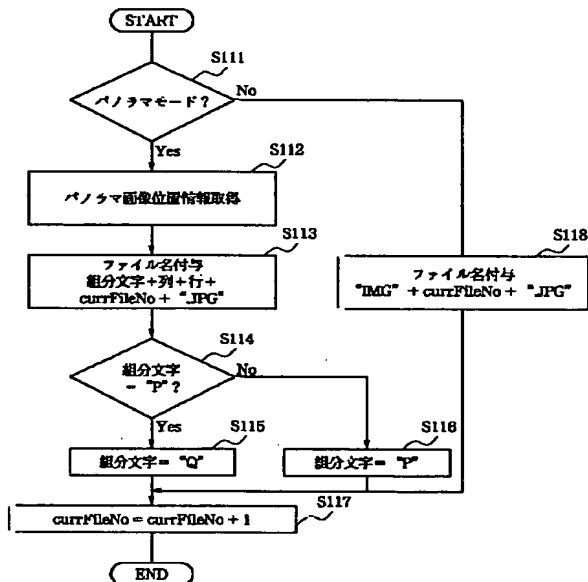 START
S111
パノラマモード？
No
Yes
S112
パノラマ画像位置情報取得
S113
ファイル名付与
組分文字+列+行+
currFileNo + “.JPG”
S118
ファイル名付与
“IMG” + currFileNo + “.JPG”
S114
組分文字
= “P”？
No
Yes
S115
組分文字 = “Q”
S116
組分文字 = “P”
S117
currFileNo = currFileNo + 1
END